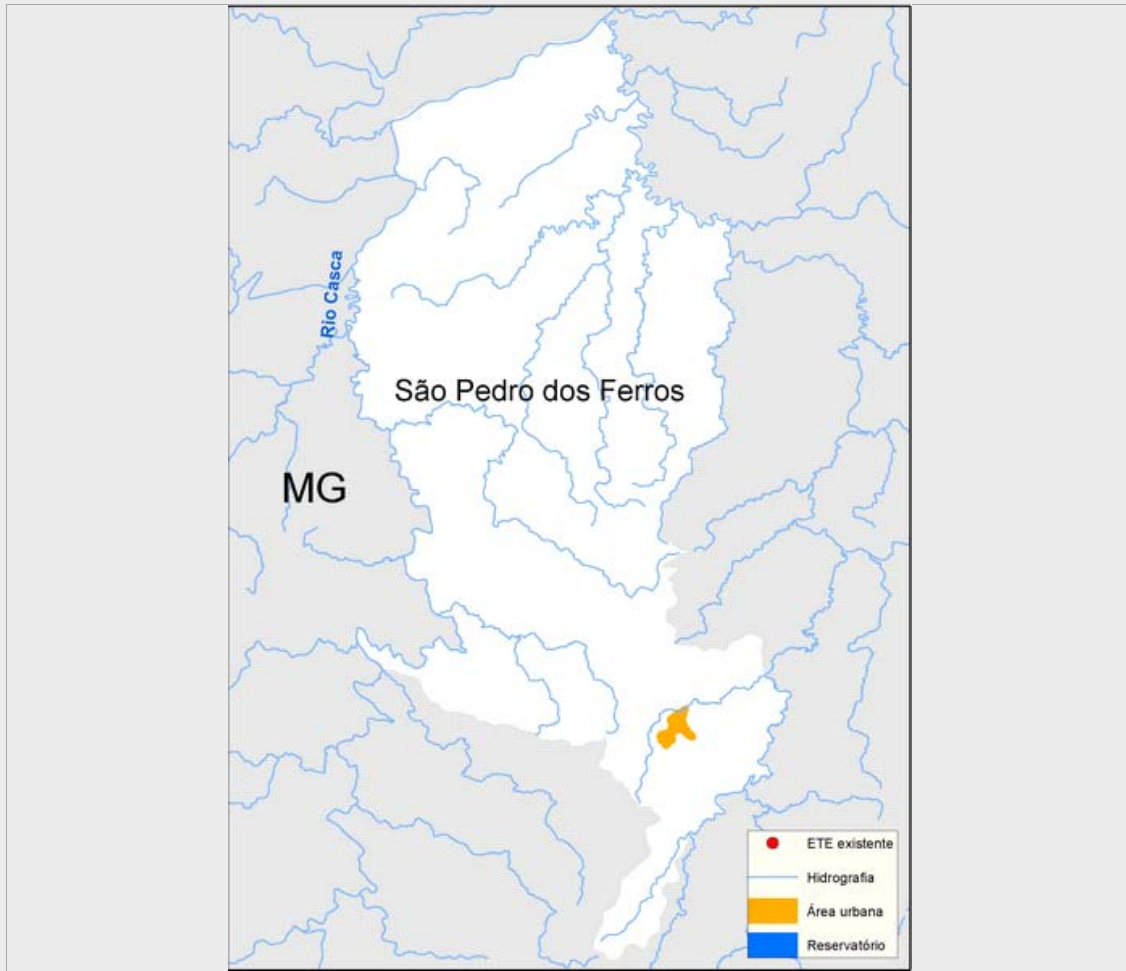 Rio Casca
São Pedro dos Ferros
MG
ETE existente
Hidrografia
Área urbana
Reservatório